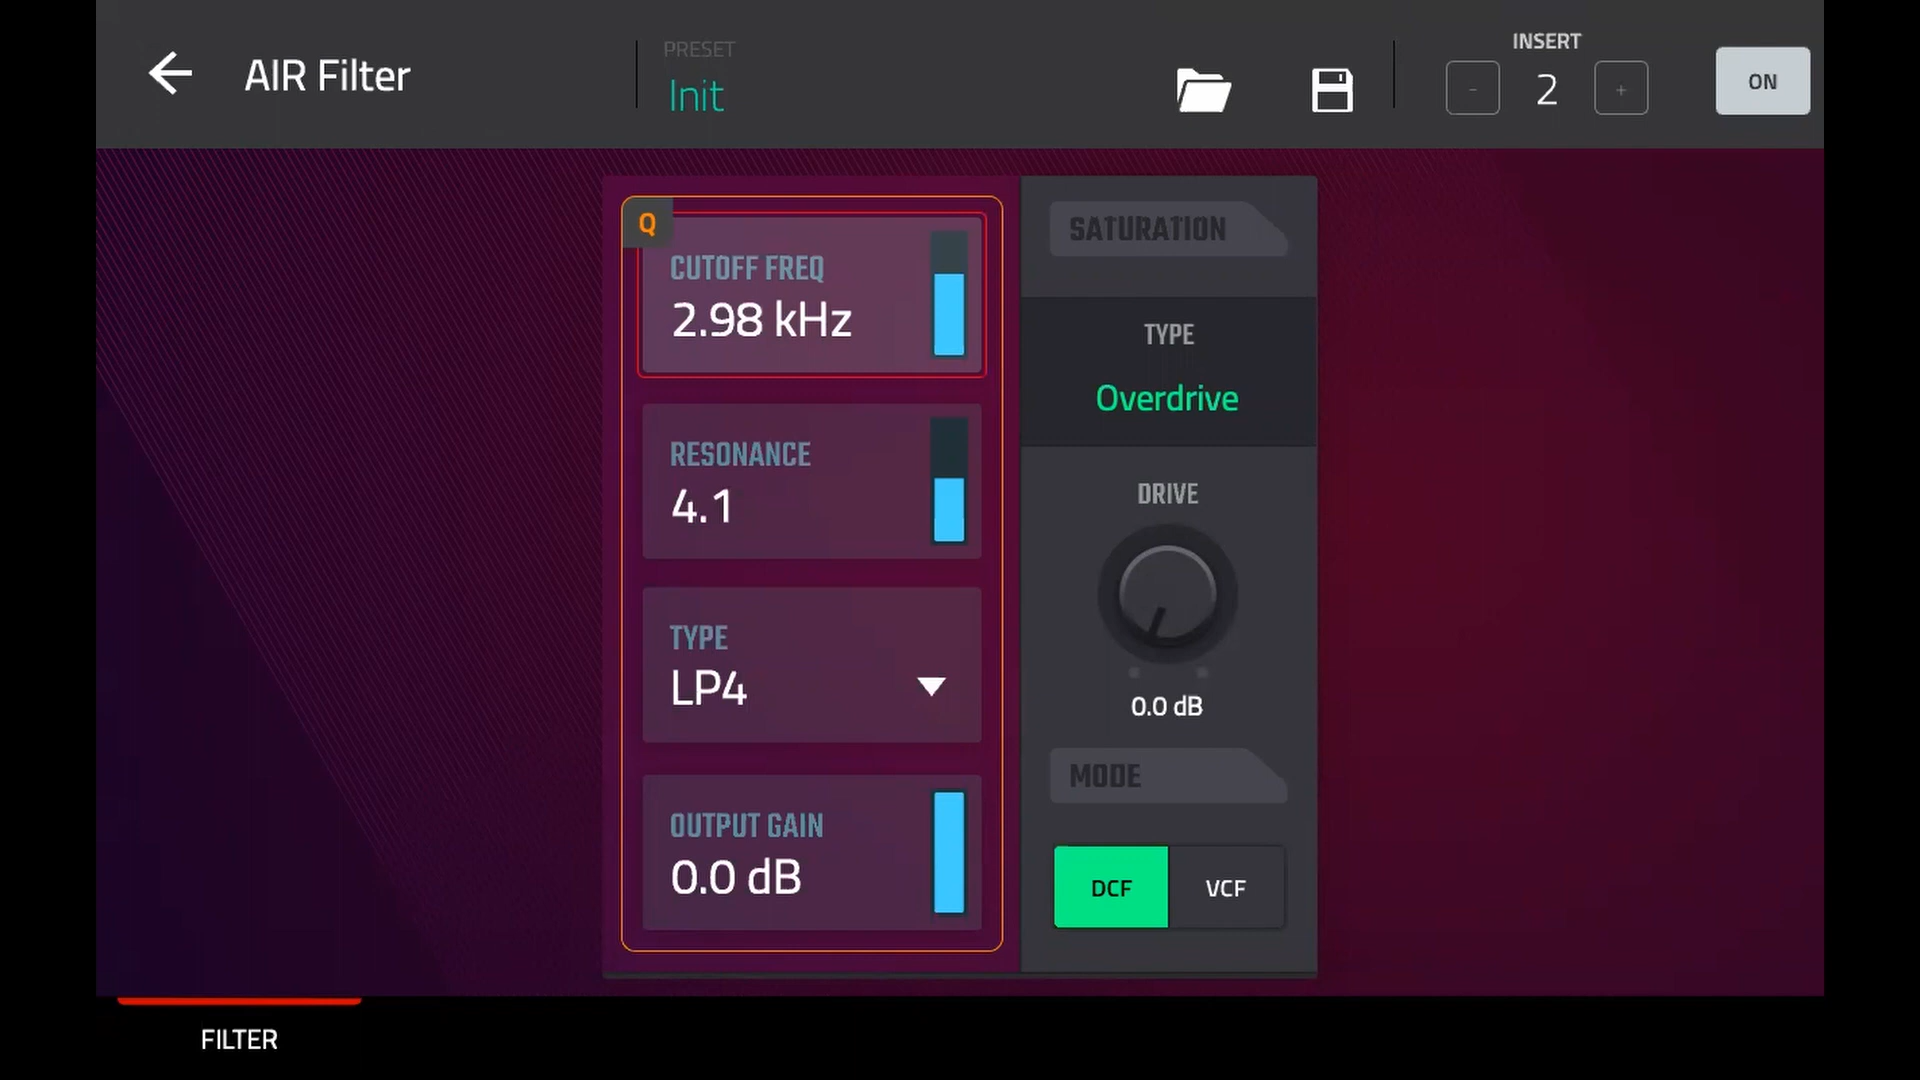 AIR Filter
PRESET
Init
INSERT
- 2 +
ON
Q
CUTOFF FREQ
2.98 kHz
RESONANCE
4.1
TYPE
LP4
OUTPUT GAIN
0.0 dB
SATURATION
TYPE
Overdrive
DRIVE
0.0 dB
MODE
DCF VCF
FILTER